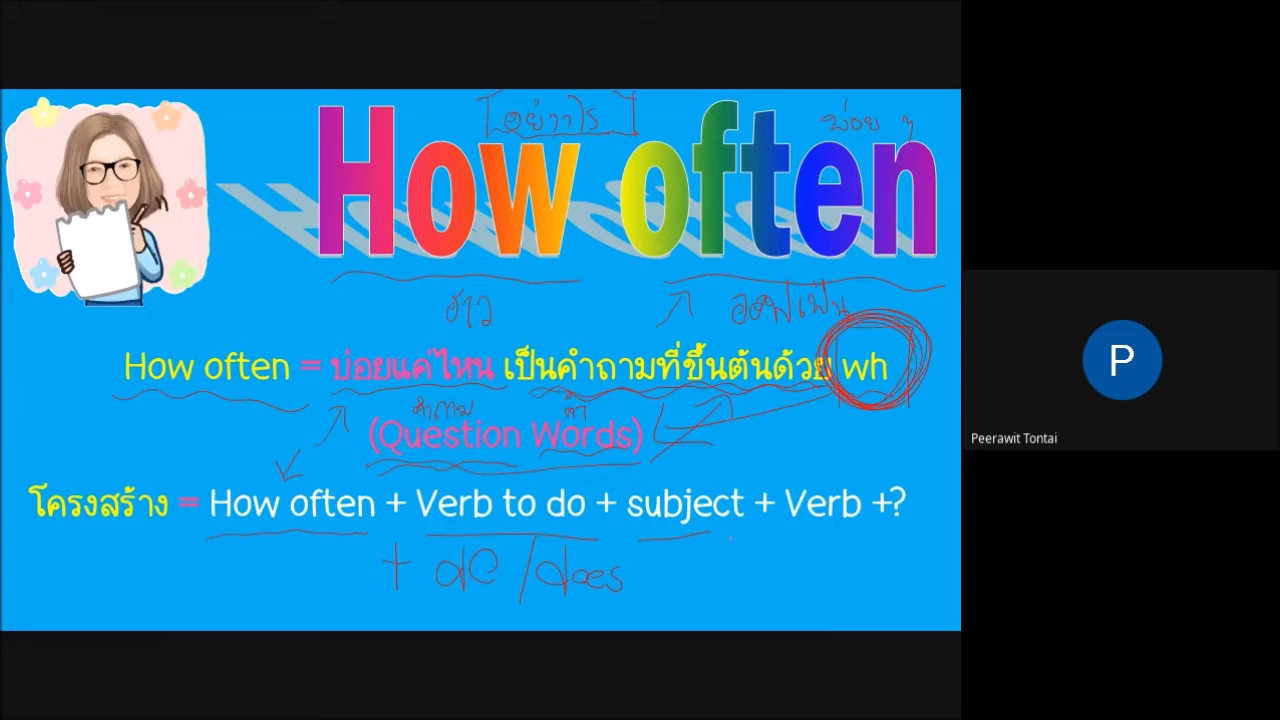 อย่าไร บ่อย ๆ
How often
ฮาว ออฟเฟ่น
How often = บ่อยแค่ไหน เป็นคำถามที่ขึ้นต้นด้วย wh
คำถาม คำ
(Question Words)
โครงสร้าง = How often + Verb to do + subject + Verb +?
+ do / does
P
Peerawit Tontai